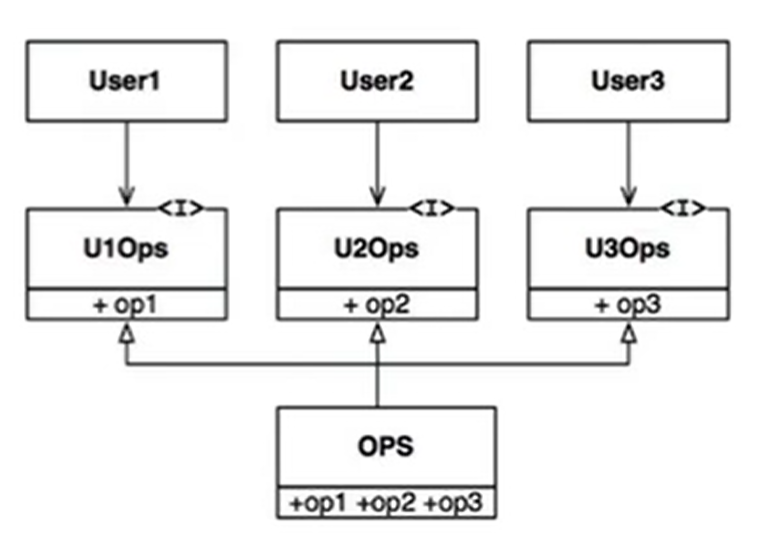 User1
User2
User3
<I>
<I>
<I>
U1Ops
U2Ops
U3Ops
+ op1
+ op2
+ op3
OPS
+op1 +op2 +op3